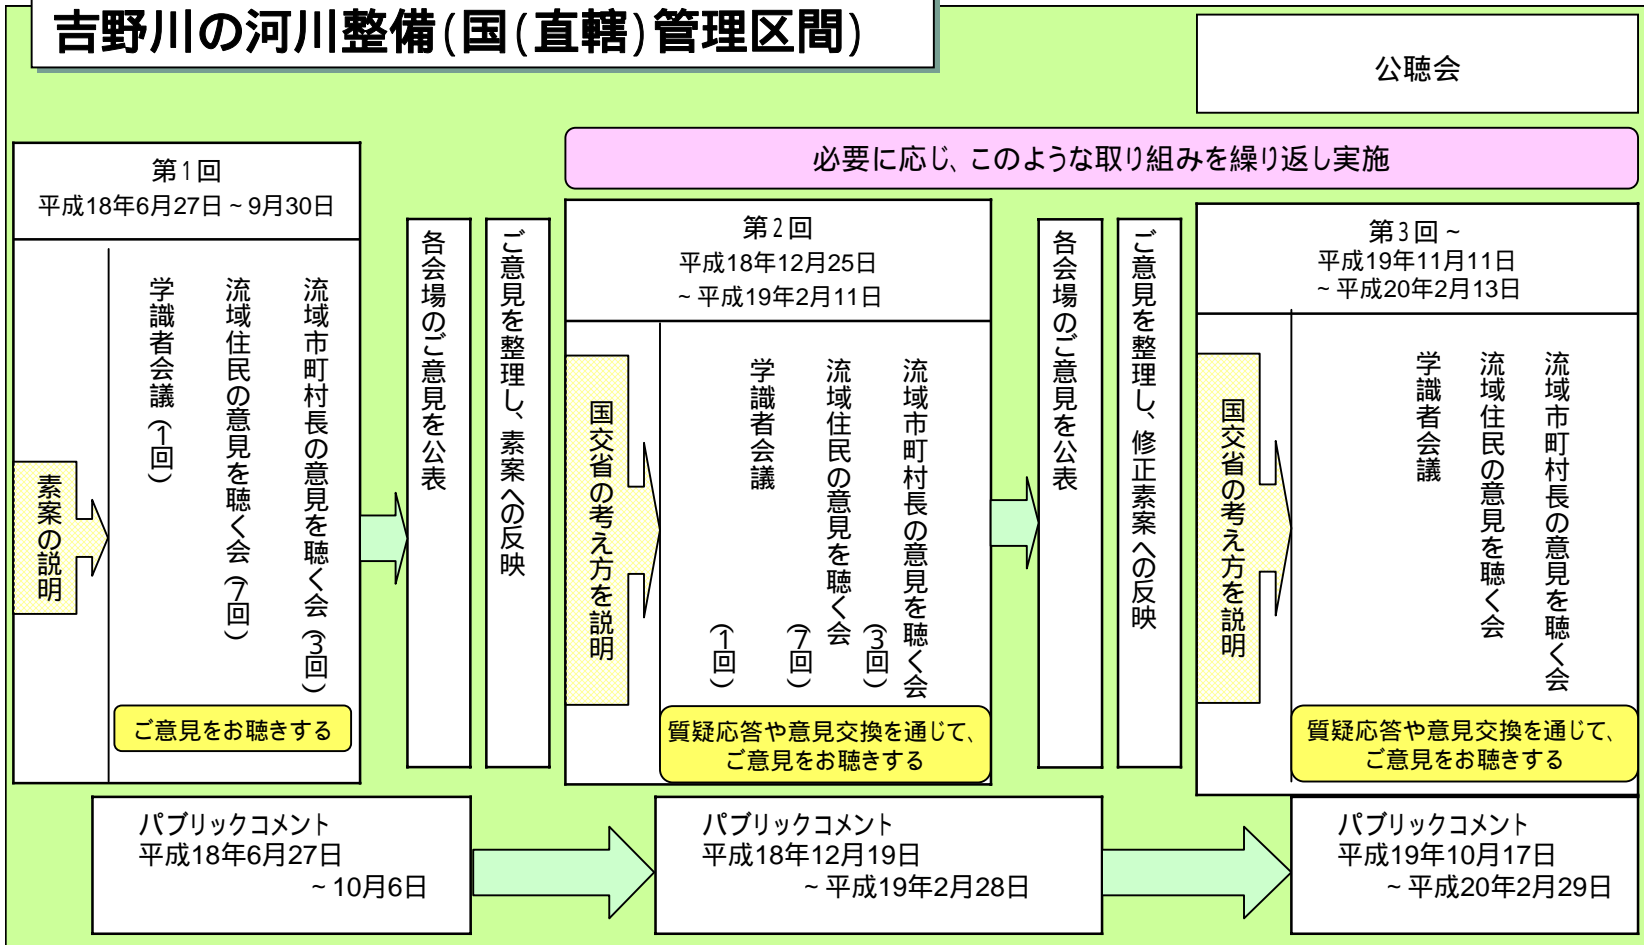 吉野川の河川整備(国(直轄)管理区間)
公聴会
必要に応じ、このような取り組みを繰り返し実施
第1回
平成18年6月27日~9月30日
素案の説明
学識者会議(1回)
流域住民の意見を聴く会(7回)
流域市町村長の意見を聴く会(3回)
ご意見をお聴きする
各会場のご意見を公表
ご意見を整理し、素案への反映
第2回
平成18年12月25日
~平成19年2月11日
国交省の考え方を説明
学識者会議
(1回)
流域住民の意見を聴く会
(7回)
流域市町村長の意見を聴く会
(3回)
質疑応答や意見交換を通じて、
ご意見をお聴きする
各会場のご意見を公表
ご意見を整理し、修正素案への反映
第3回~
平成19年11月11日
~平成20年2月13日
国交省の考え方を説明
学識者会議
流域住民の意見を聴く会
流域市町村長の意見を聴く会
質疑応答や意見交換を通じて、
ご意見をお聴きする
パブリックコメント
平成18年6月27日
~10月6日
パブリックコメント
平成18年12月19日
~平成19年2月28日
パブリックコメント
平成19年10月17日
~平成20年2月29日